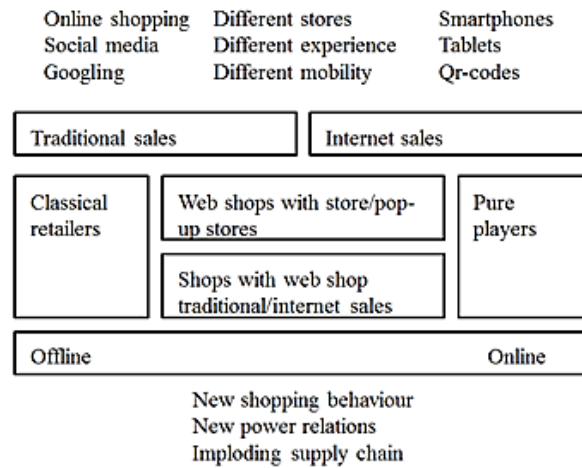 Online shopping
Social media
Googling
Different stores
Different experience
Different mobility
Smartphones
Tablets
Qr-codes
Traditional sales
Internet sales
Classical
retailers
Web shops with store/pop-
up stores
Shops with web shop
traditional/internet sales
Pure
players
Offline
Online
New shopping behaviour
New power relations
Imploding supply chain